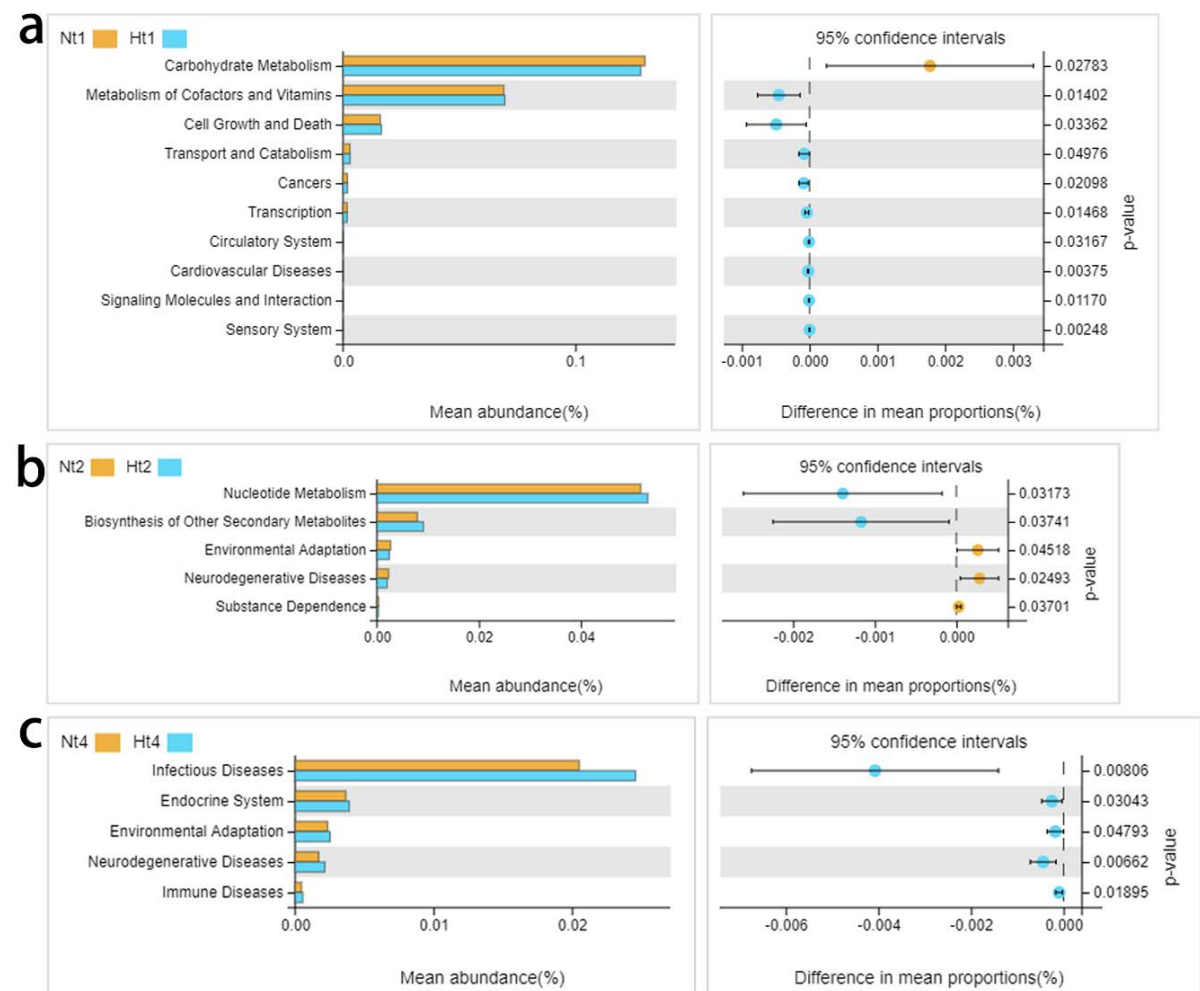 a
Nt1 Ht1
95% confidence intervals
Carbohydrate Metabolism
0.02783
Metabolism of Cofactors and Vitamins
0.01402
Cell Growth and Death
0.03362
Transport and Catabolism
0.04976
Cancers
0.02098
Transcription
0.01468
Circulatory System
0.03167
Cardiovascular Diseases
0.00375
Signaling Molecules and Interaction
0.01170
Sensory System
0.00248
p-value
0.0 0.1
-0.001 0.000 0.001 0.002 0.003
Mean abundance(%)
Difference in mean proportions(%)
b
Nt2 Ht2
95% confidence intervals
Nucleotide Metabolism
0.03173
Biosynthesis of Other Secondary Metabolites
0.03741
Environmental Adaptation
0.04518
Neurodegenerative Diseases
0.02493
Substance Dependence
0.03701
p-value
0.00 0.02 0.04
-0.002 -0.001 0.000
Mean abundance(%)
Difference in mean proportions(%)
c
Nt4 Ht4
95% confidence intervals
Infectious Diseases
0.00806
Endocrine System
0.03043
Environmental Adaptation
0.04793
Neurodegenerative Diseases
0.00662
Immune Diseases
0.01895
p-value
0.00 0.01 0.02
-0.006 -0.004 -0.002 0.000
Mean abundance(%)
Difference in mean proportions(%)